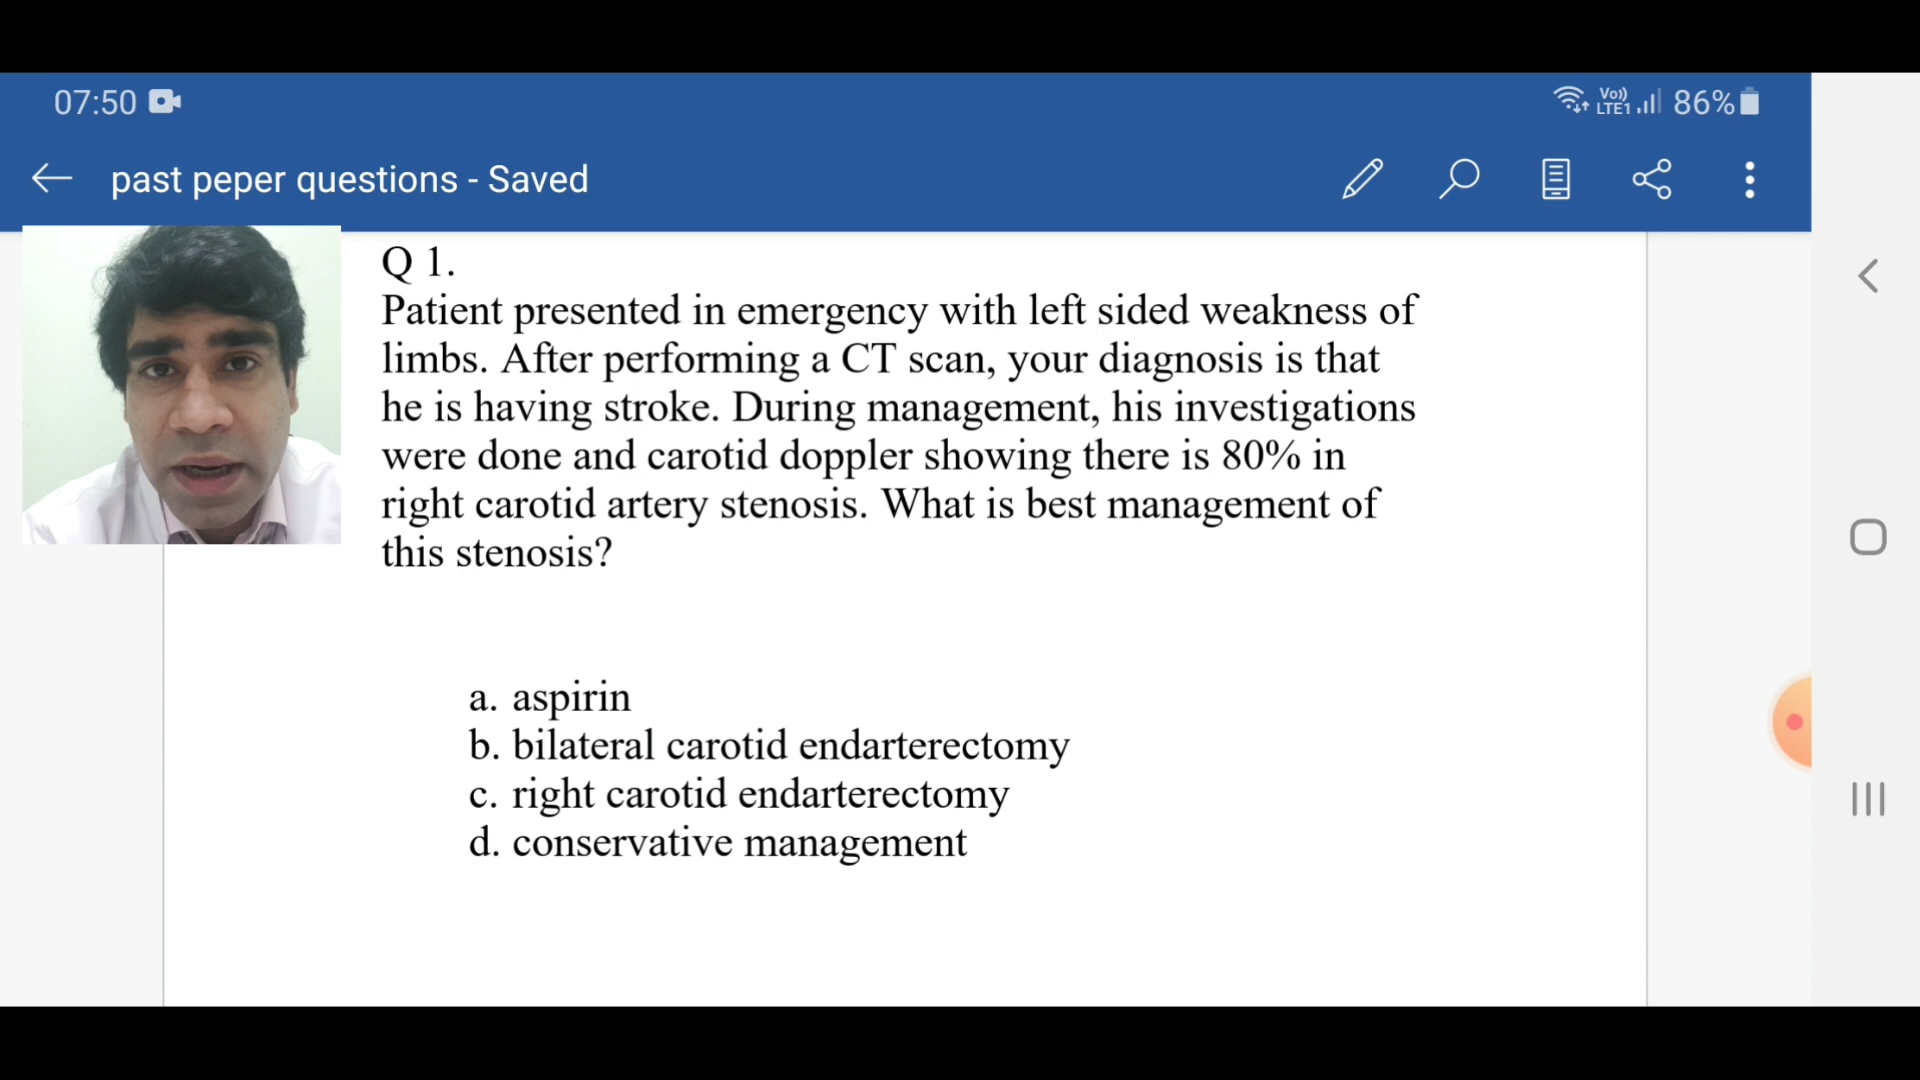 07:50
Vo)) LTE1 86%
past peper questions - Saved
Q 1.
Patient presented in emergency with left sided weakness of
limbs. After performing a CT scan, your diagnosis is that
he is having stroke. During management, his investigations
were done and carotid doppler showing there is 80% in
right carotid artery stenosis. What is best management of
this stenosis?
a. aspirin
b. bilateral carotid endarterectomy
c. right carotid endarterectomy
d. conservative management